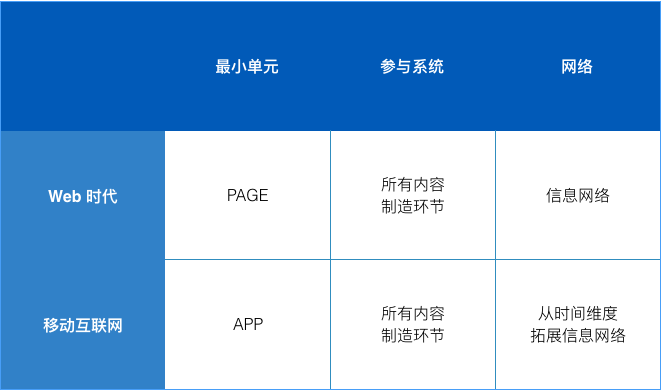 最小单元
参与系统
网络
Web 时代
PAGE
所有内容
制造环节
信息网络
移动互联网
APP
所有内容
制造环节
从时间维度
拓展信息网络